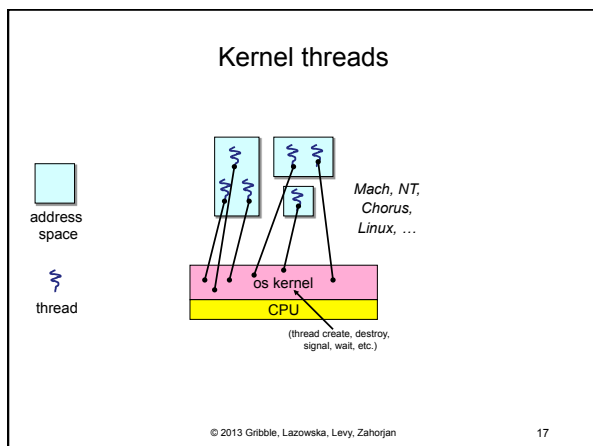 Kernel threads
address
space
thread
Mach, NT,
Chorus,
Linux, …
os kernel
CPU
(thread create, destroy,
signal, wait, etc.)
© 2013 Gribble, Lazowska, Levy, Zahorjan
17